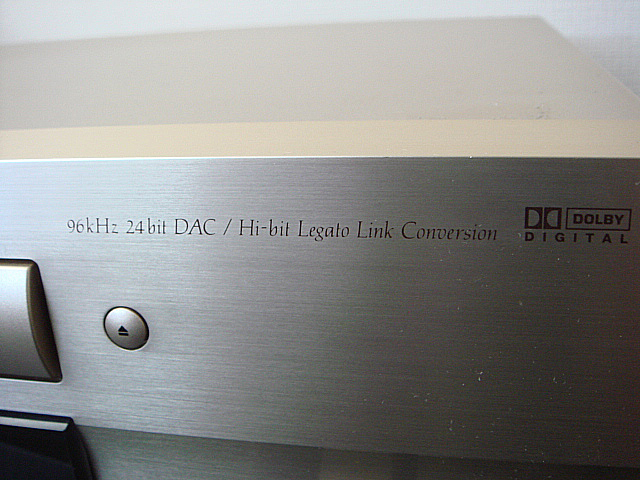 96kHz 24bit DAC / Hi-bit Legato Link Conversion
DOLBY
DIGITAL